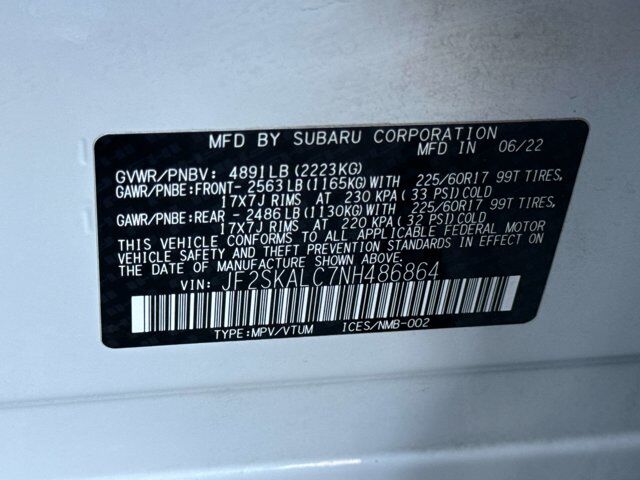 MFD BY SUBARU CORPORATION
MFD IN 06/22
GVWR/PNBV: 4891LB(2223KG)
GAWR/PNBE:FRONT- 2563LB(1165KG)WITH 225/60R17 99T TIRES
17X7J RIMS AT 230 KPA(33 PSI)COLD
GAWR/PNBE:REAR - 2486LB(1130KG)WITH 225/60R17 99T TIRES
17X7J RIMS AT 220 KPA(32 PSI)COLD
THIS VEHICLE CONFORMS TO ALL APPLICABLE FEDERAL MOTOR
VEHICLE SAFETY AND THEFT PREVENTION STANDARDS IN EFFECT ON
THE DATE OF MANUFACTURE SHOWN ABOVE.
VIN: JF2SKALC7NH486864
TYPE:MPV/VTUM ICES/NMB-002